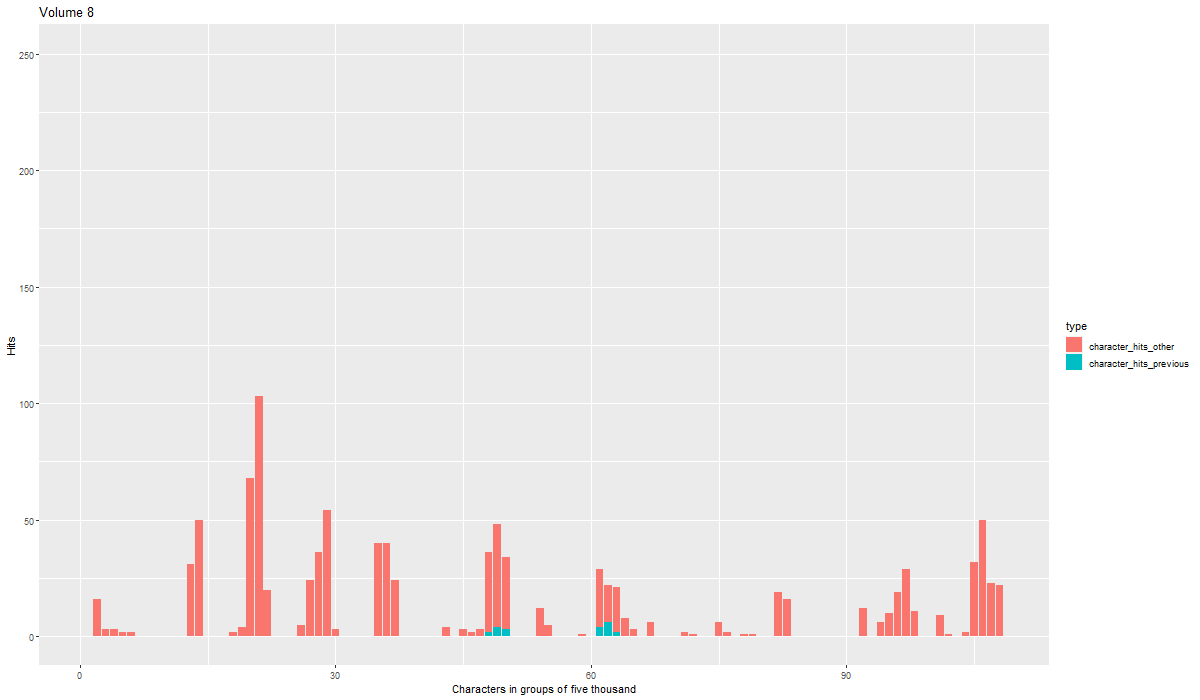 Volume 8
250
200
150
100
50
0
Hits
0
30
60
90
Characters in groups of five thousand
type
character_hits_other
character_hits_previous